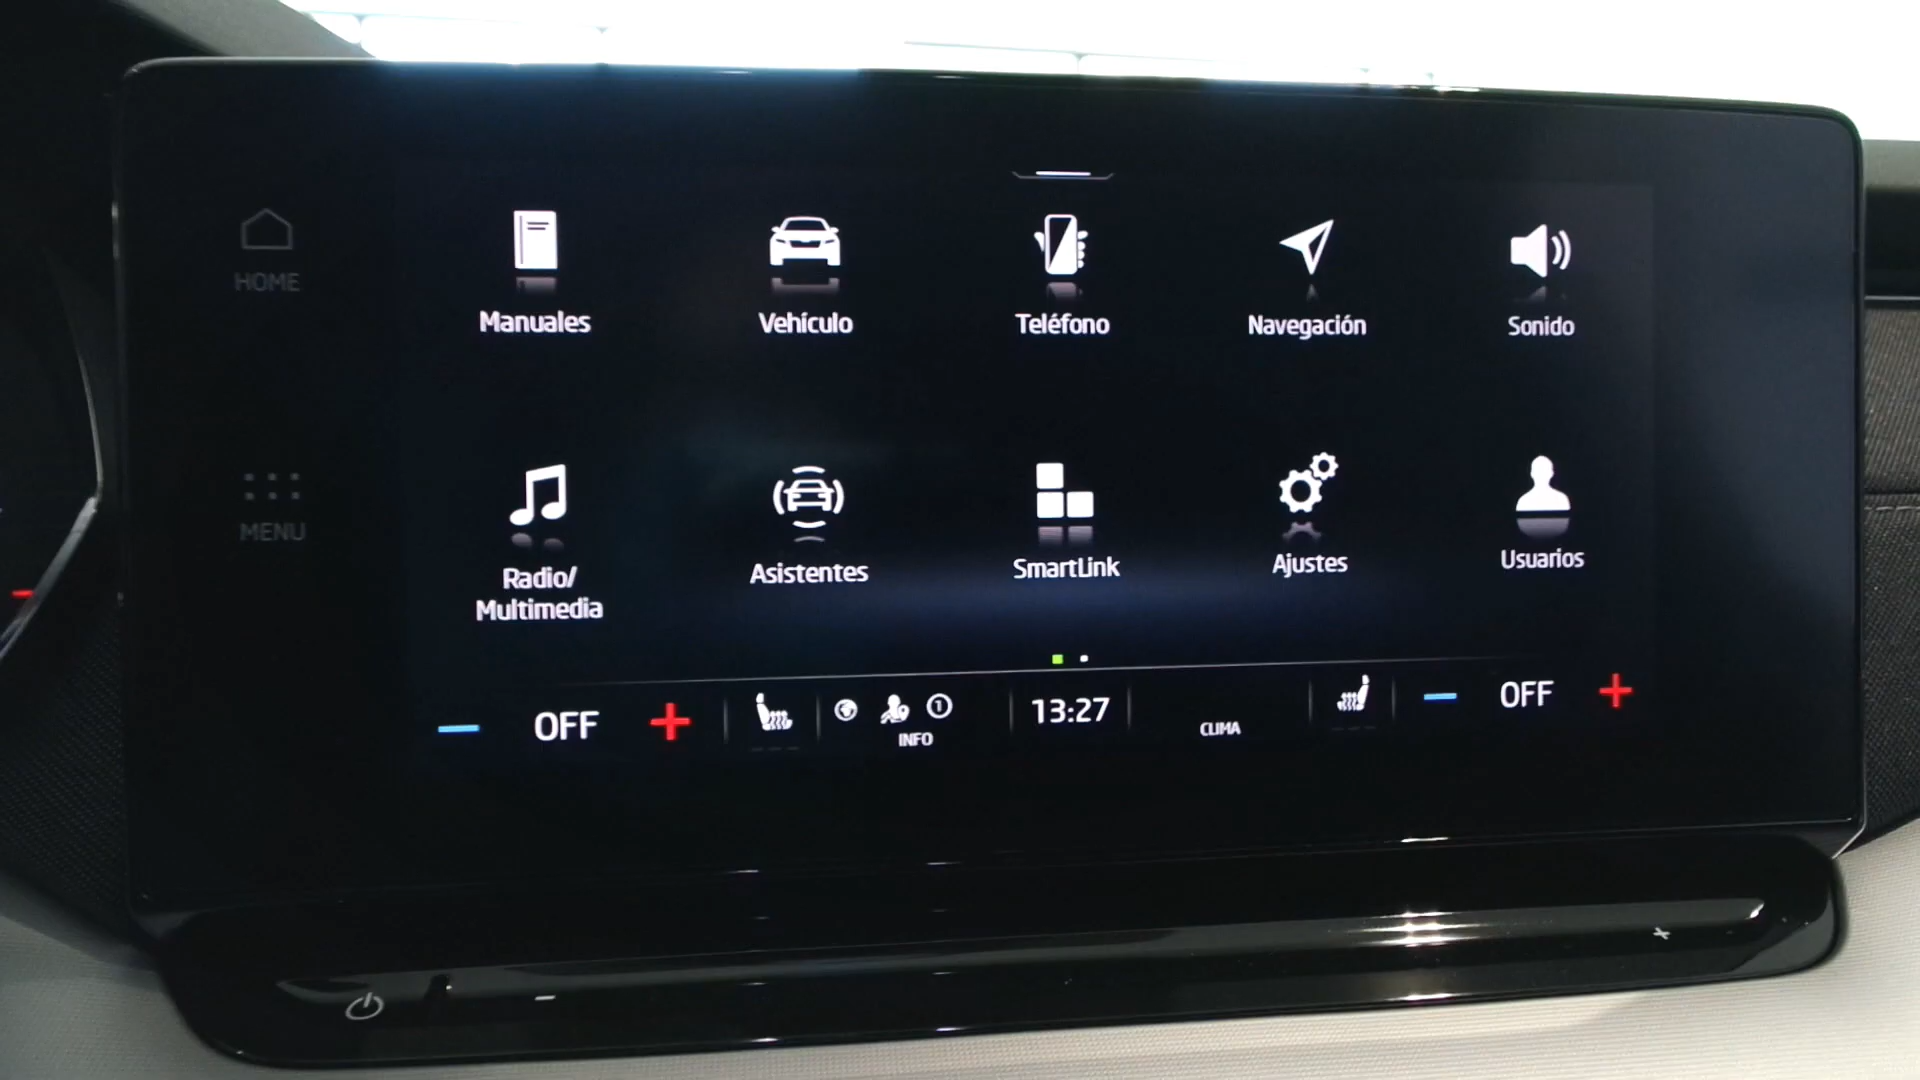 HOME
Manuales
Vehículo
Teléfono
Navegación
Sonido
MENU
Radio/
Multimedia
Asistentes
SmartLink
Ajustes
Usuarios
OFF
1
INFO
13:27
CLIMA
OFF